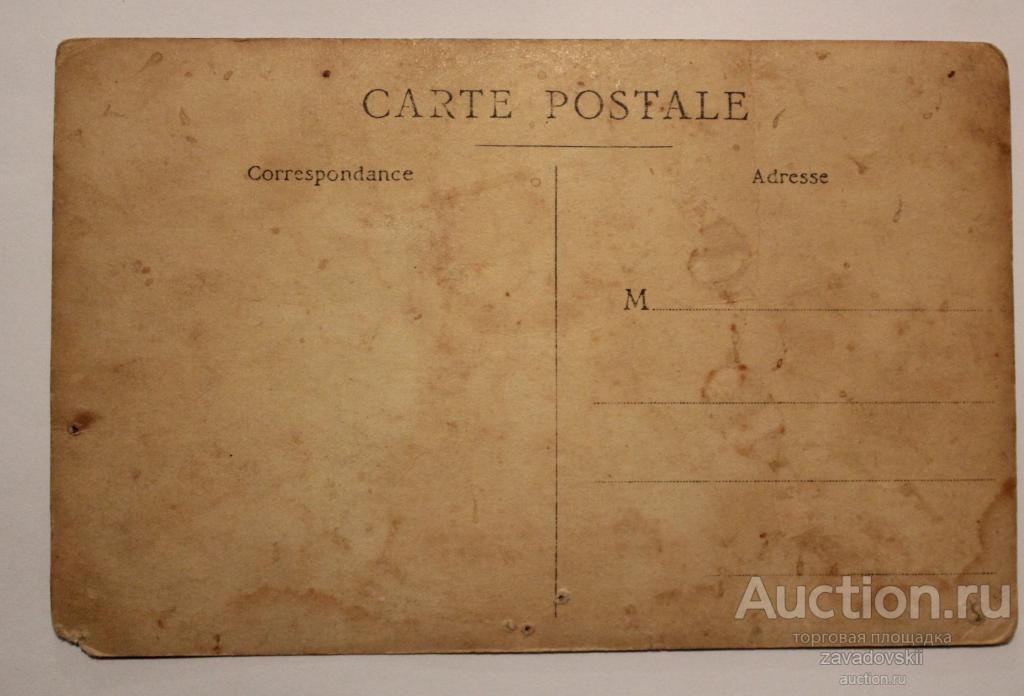 CARTE POSTALE
Correspondance
Adresse
M
Auction.ru
торговая площадка
zavadovskii
auction.ru